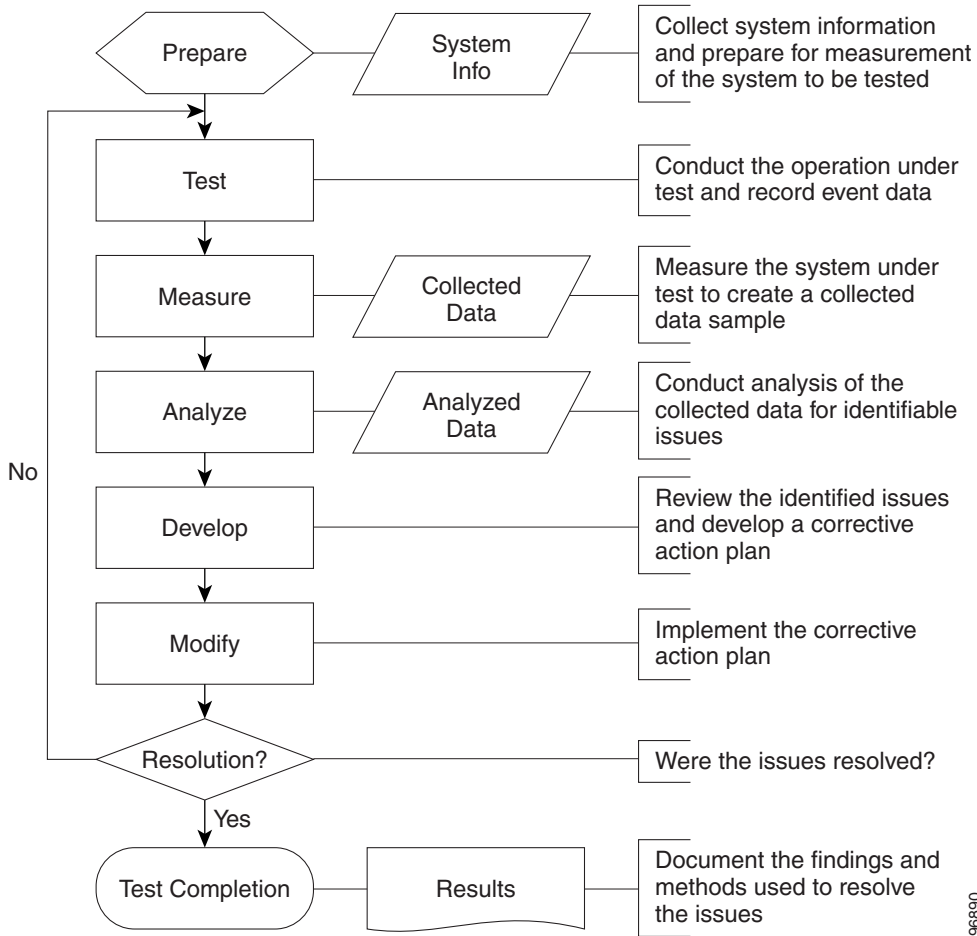 Prepare
System
Info
Collect system information
and prepare for measurement
of the system to be tested
Test
Conduct the operation under
test and record event data
Measure
Collected
Data
Measure the system under
test to create a collected
data sample
Analyze
Analyzed
Data
Conduct analysis of the
collected data for identifiable
issues
No
Develop
Review the identified issues
and develop a corrective
action plan
Modify
Implement the corrective
action plan
Resolution?
Were the issues resolved?
Yes
Test Completion
Results
Document the findings and
methods used to resolve
the issues
96890